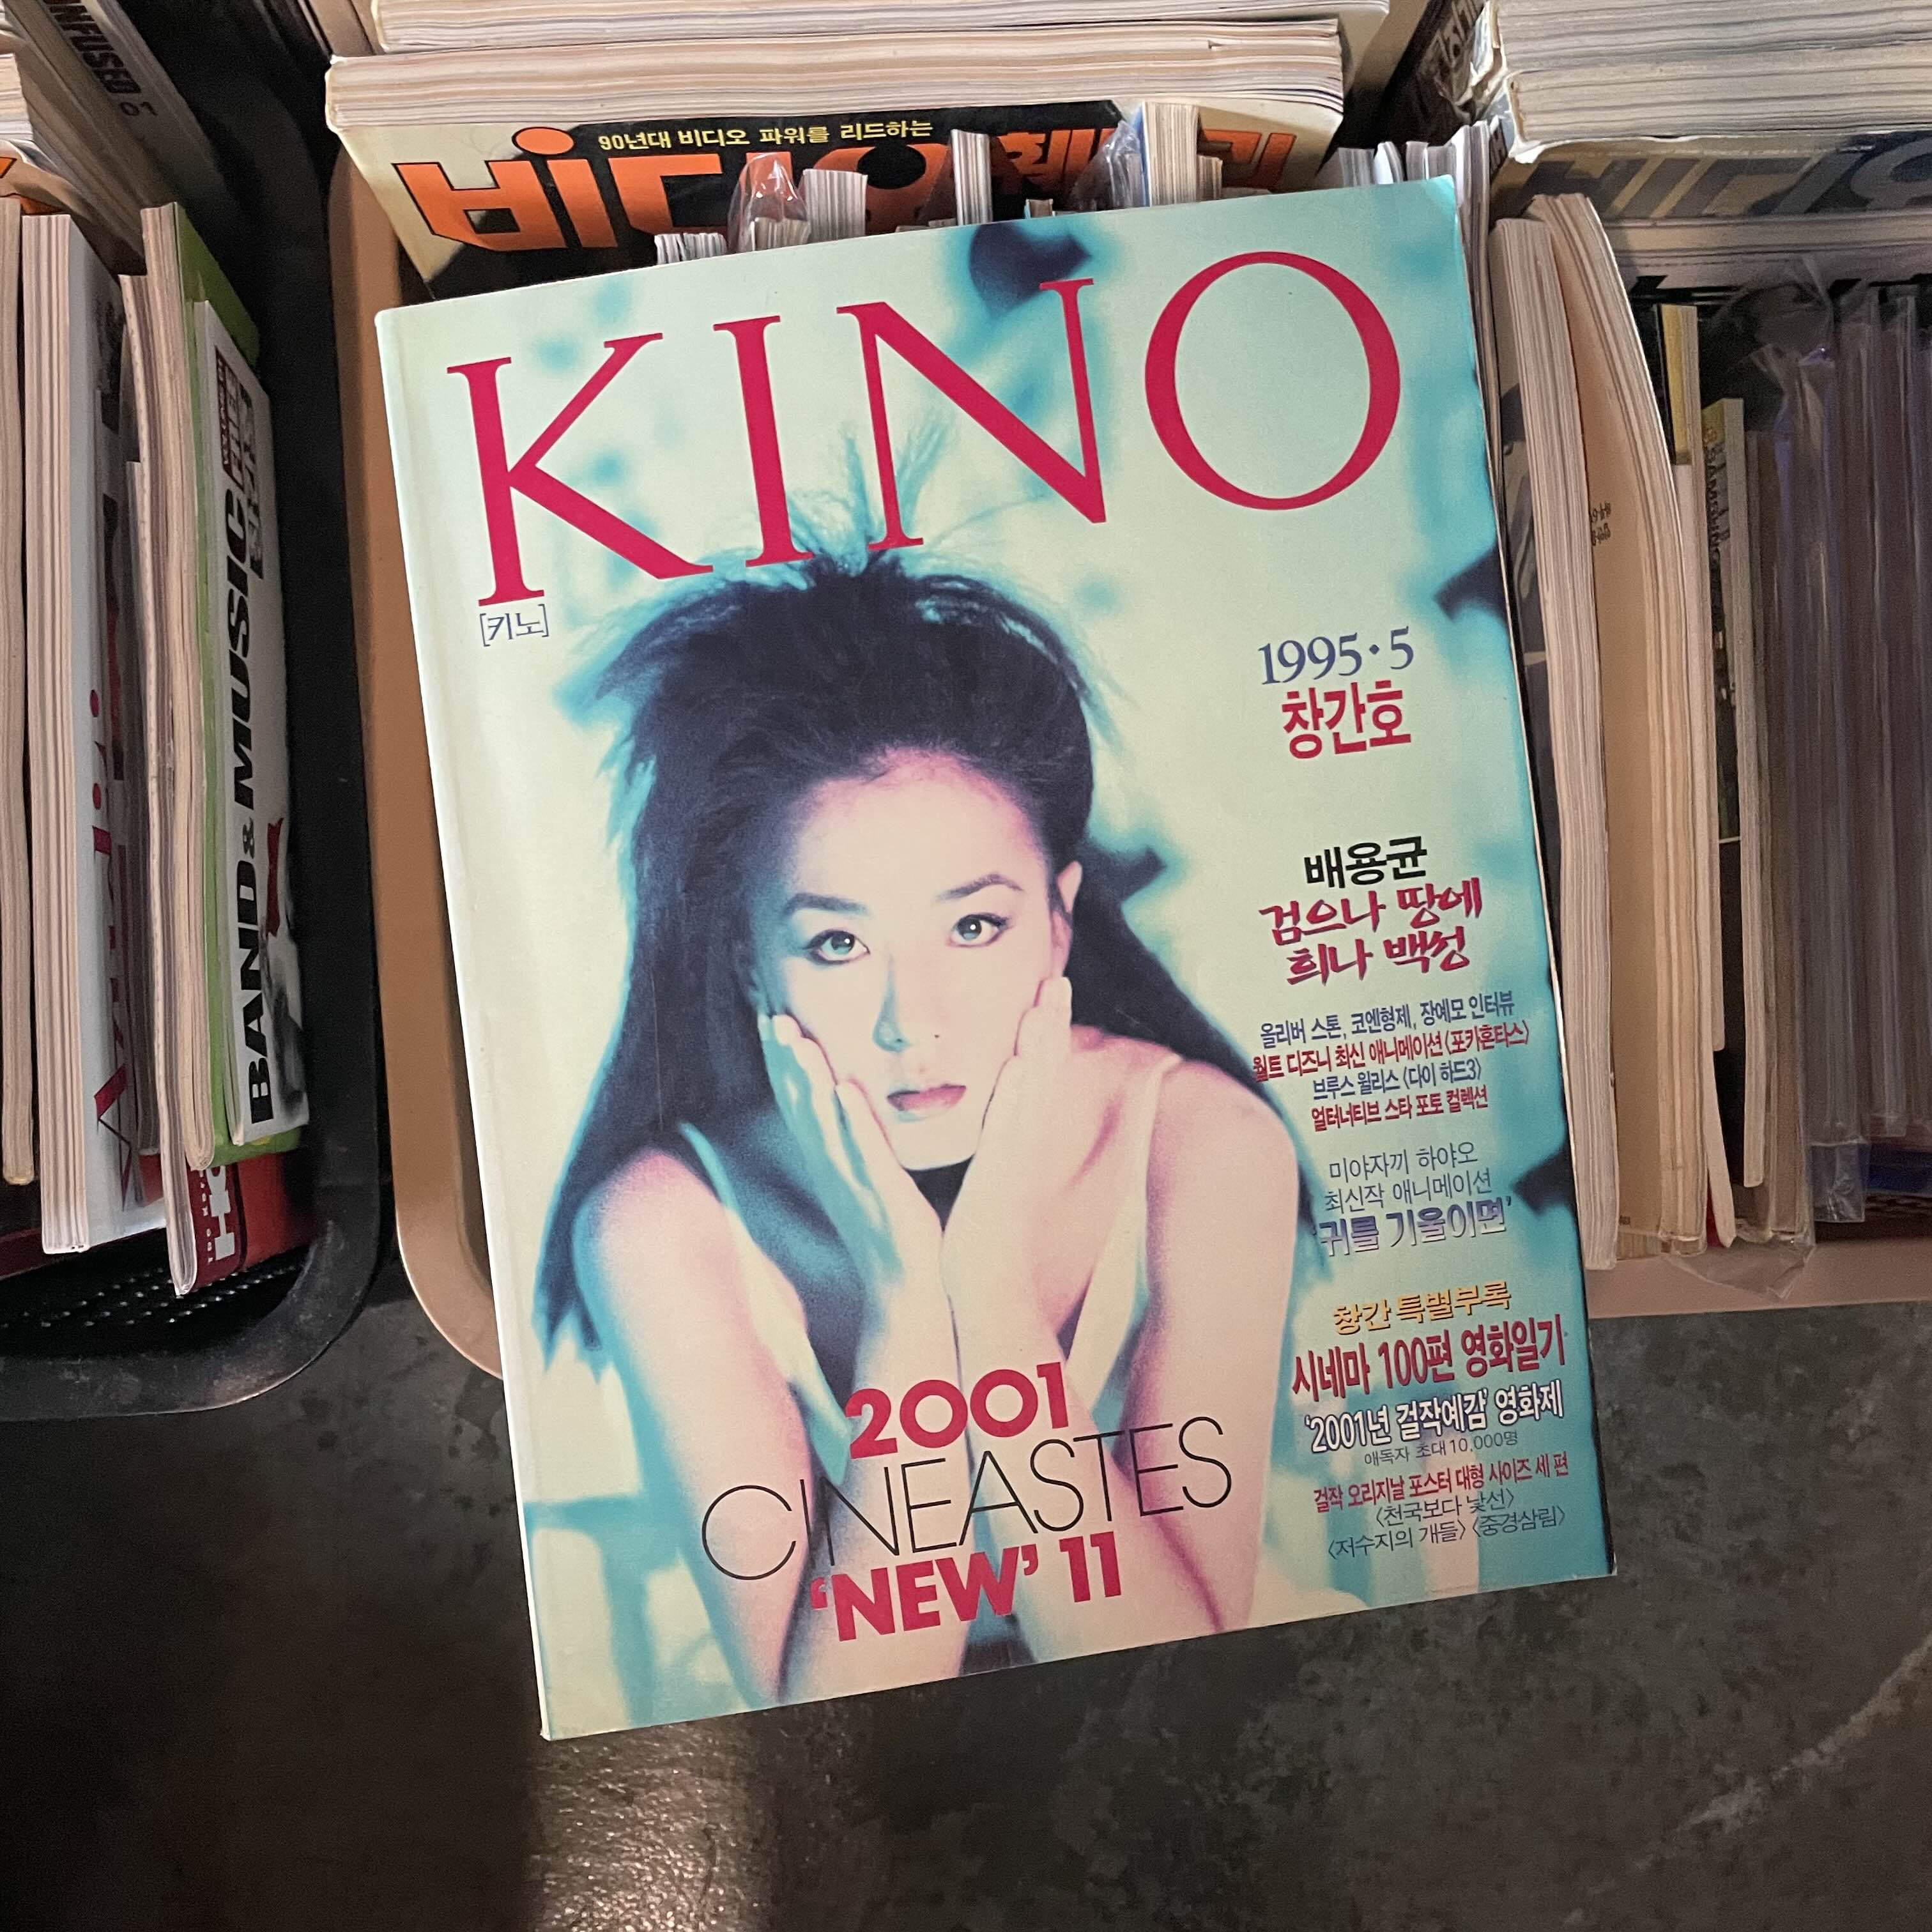 90년대 비디오 파워를 리드하는
비디오
KINO
[키노]
1995·5
창간호
배용균
검으나 땅에
희나 백성
올리버 스톤, 코엔형제, 장예모 인터뷰
월트 디즈니 최신 애니메이션〈포카혼타스〉
브루스 윌리스〈다이 하드3〉
얼터너티브 스타 포토 컬렉션
미야자끼 하야오
최신작 애니메이션
'귀를 기울이면'
창간 특별부록
시네마 100편 영화일기
'2001년 걸작예감' 영화제
애독자 초대 10,000명
걸작 오리지날 포스터 대형 사이즈 세 편
〈천국보다 낯선〉
〈저수지의 개들〉〈중경삼림〉
2001
CINEASTES
'NEW' 11
BAND & MUSIC